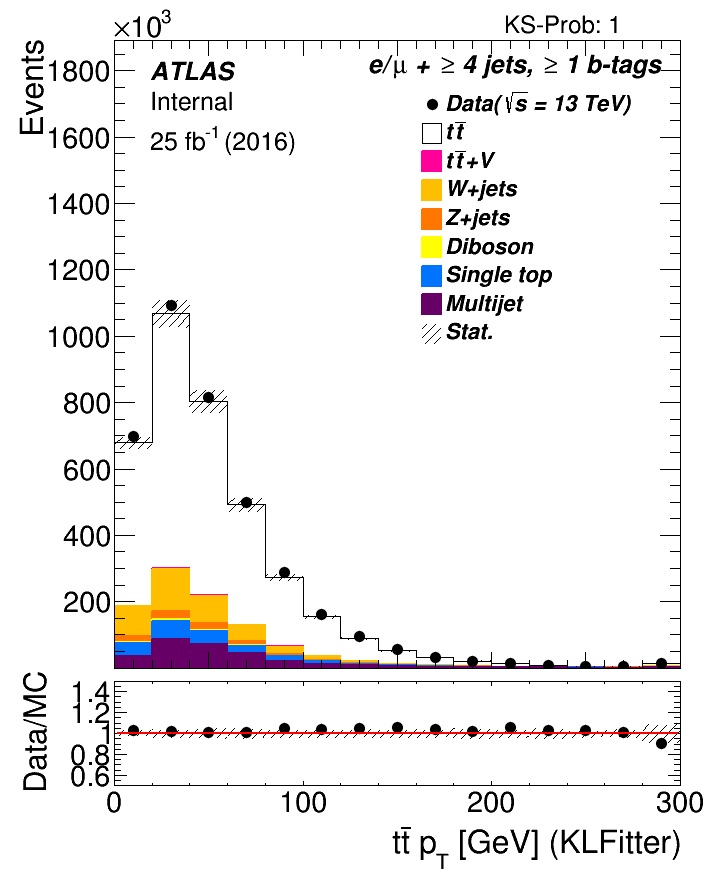 ×10³ KS-Prob: 1
Events
1800
1600
1400
1200
1000
800
600
400
200
ATLAS
Internal
25 fb⁻¹ (2016)
e/μ + ≥ 4 jets, ≥ 1 b-tags
Data(√s = 13 TeV)
tt̄
tt̄+V
W+jets
Z+jets
Diboson
Single top
Multijet
Stat.
Data/MC
1.4
1.2
1
0.8
0.6
0 100 200 300
tt̄ p_T [GeV] (KLFitter)